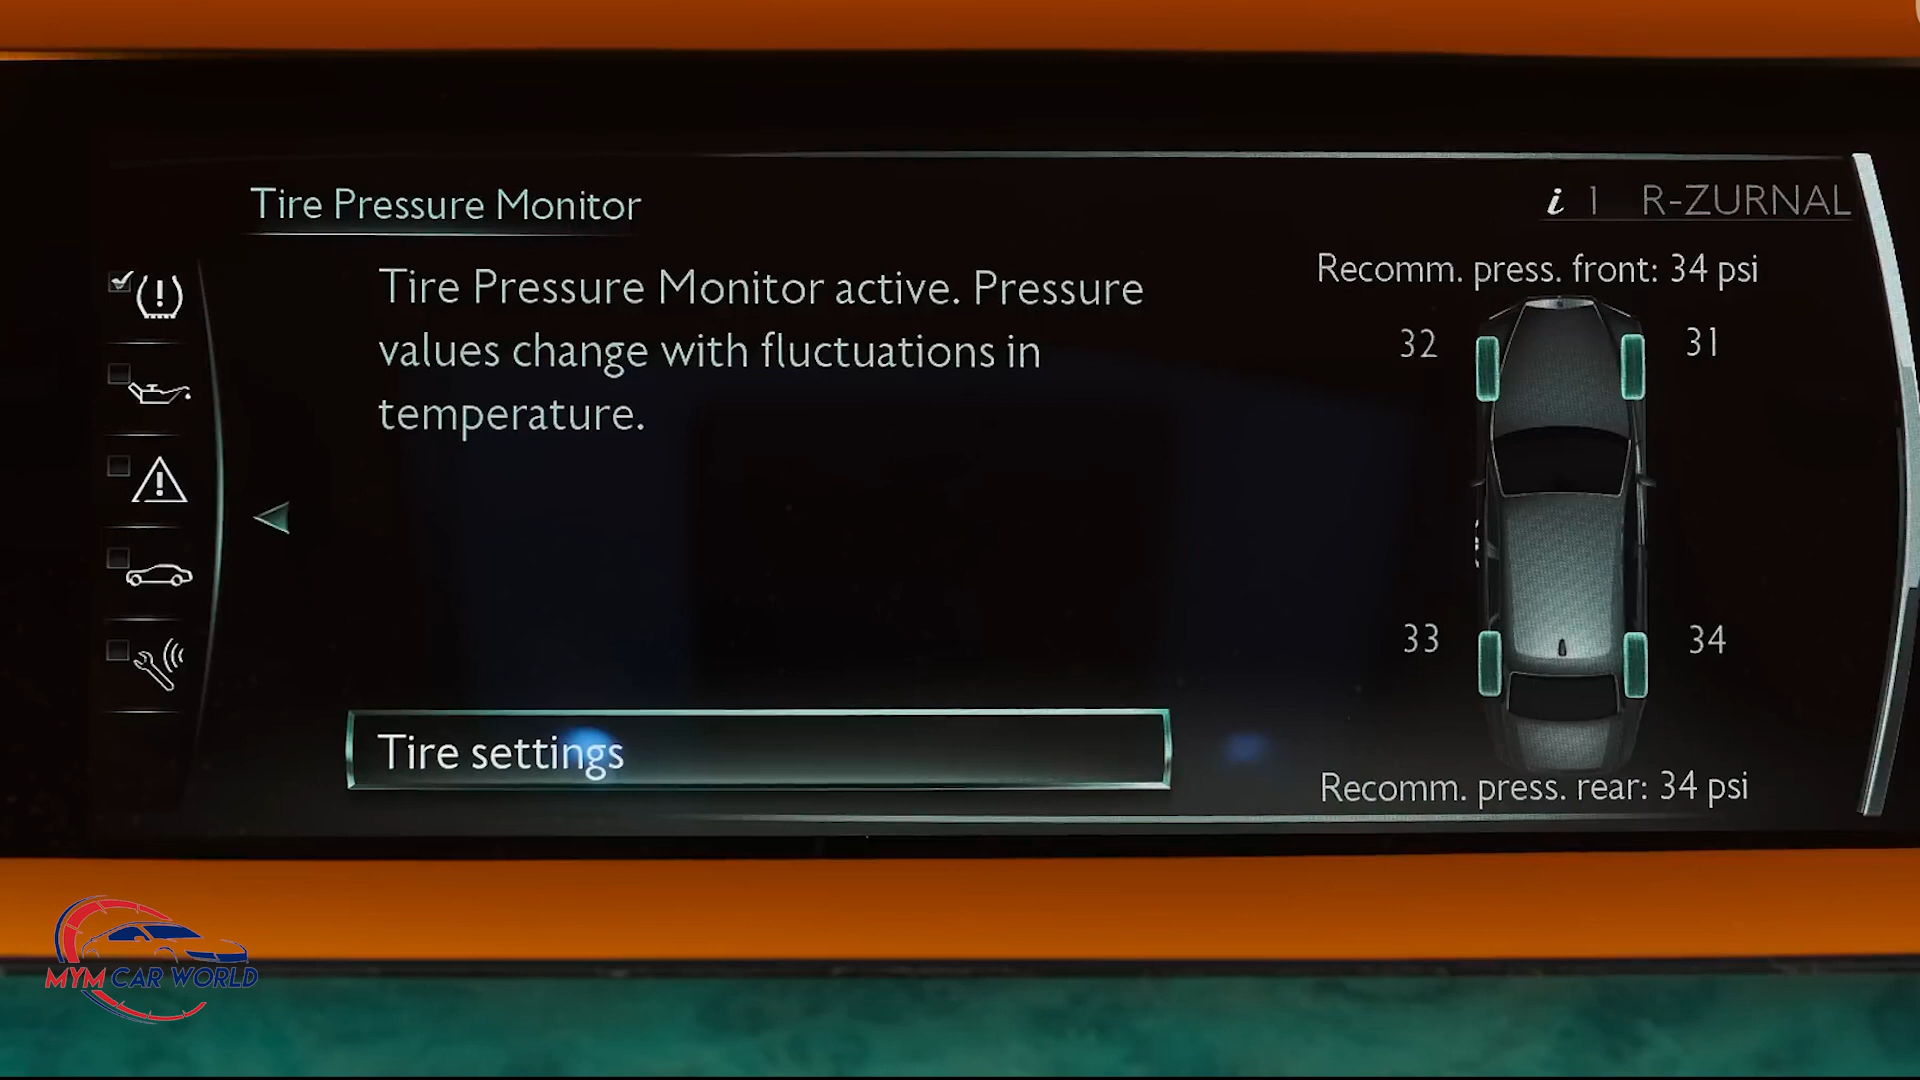 Tire Pressure Monitor
i 1 R-ZURNAL
Tire Pressure Monitor active. Pressure
values change with fluctuations in
temperature.
Recomm. press. front: 34 psi
32 31
33 34
Tire settings
Recomm. press. rear: 34 psi
MYM CAR WORLD